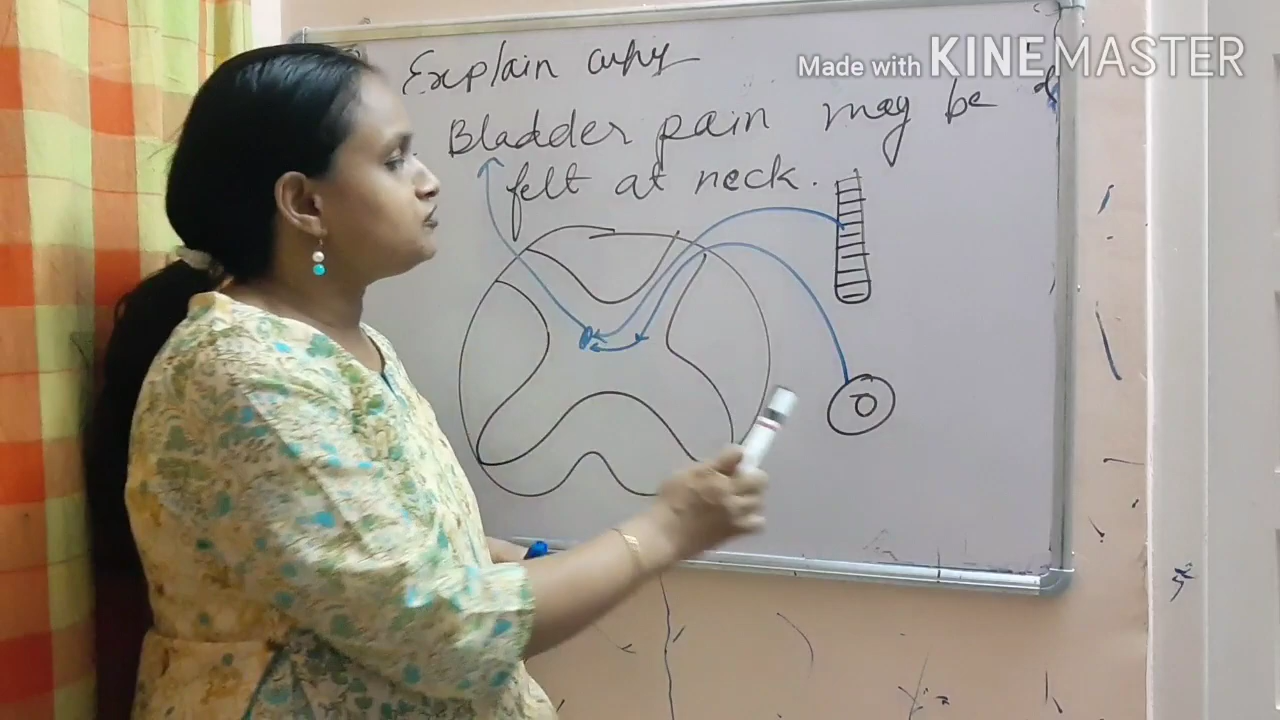 Explain why
Made with KINEMASTER
Bladder pain may be
felt at neck.